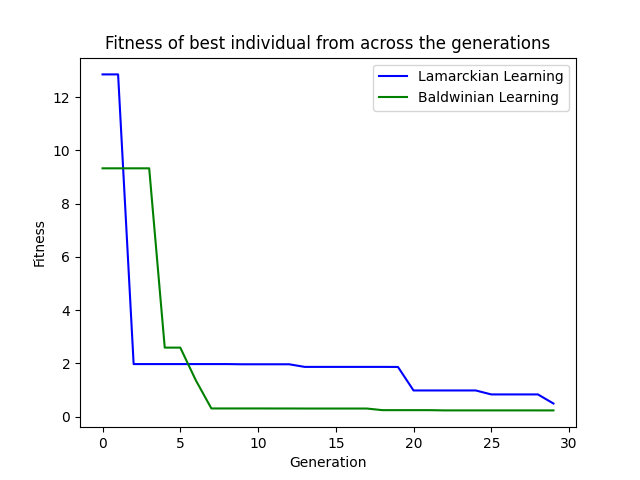 Fitness of best individual from across the generations
Lamarckian Learning
Baldwinian Learning
12
10
8
6
4
2
0
Fitness
0 5 10 15 20 25 30
Generation